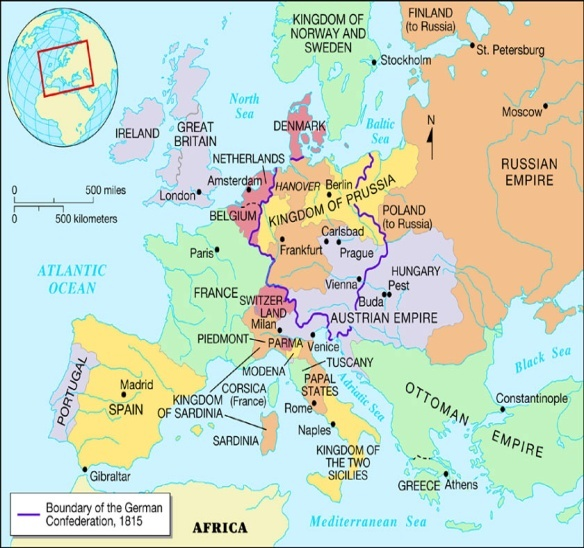 KINGDOM OF
NORWAY AND
SWEDEN
FINLAND
(to Russia)
St. Petersburg
Stockholm
North
Sea
Moscow
IRELAND
GREAT
BRITAIN
DENMARK
Baltic
Sea
N
NETHERLANDS
RUSSIAN
EMPIRE
0 500 miles
0 500 kilometers
London
Amsterdam
HANOVER
Berlin
KINGDOM OF PRUSSIA
BELGIUM
POLAND
(to Russia)
Paris
Frankfurt
Carlsbad
Prague
ATLANTIC
OCEAN
FRANCE
Vienna
HUNGARY
Buda
Pest
SWITZER
LAND
Milan
AUSTRIAN EMPIRE
PIEDMONT
PARMA
Venice
Black Sea
MODENA
TUSCANY
PORTUGAL
Madrid
SPAIN
KINGDOM
OF SARDINIA
CORSICA
(France)
PAPAL
STATES
Adriatic Sea
OTTOMAN
EMPIRE
Constantinople
Rome
SARDINIA
Naples
KINGDOM OF
THE TWO
SICILIES
Gibraltar
GREECE
Athens
Boundary of the German
Confederation, 1815
AFRICA
Mediterranean Sea